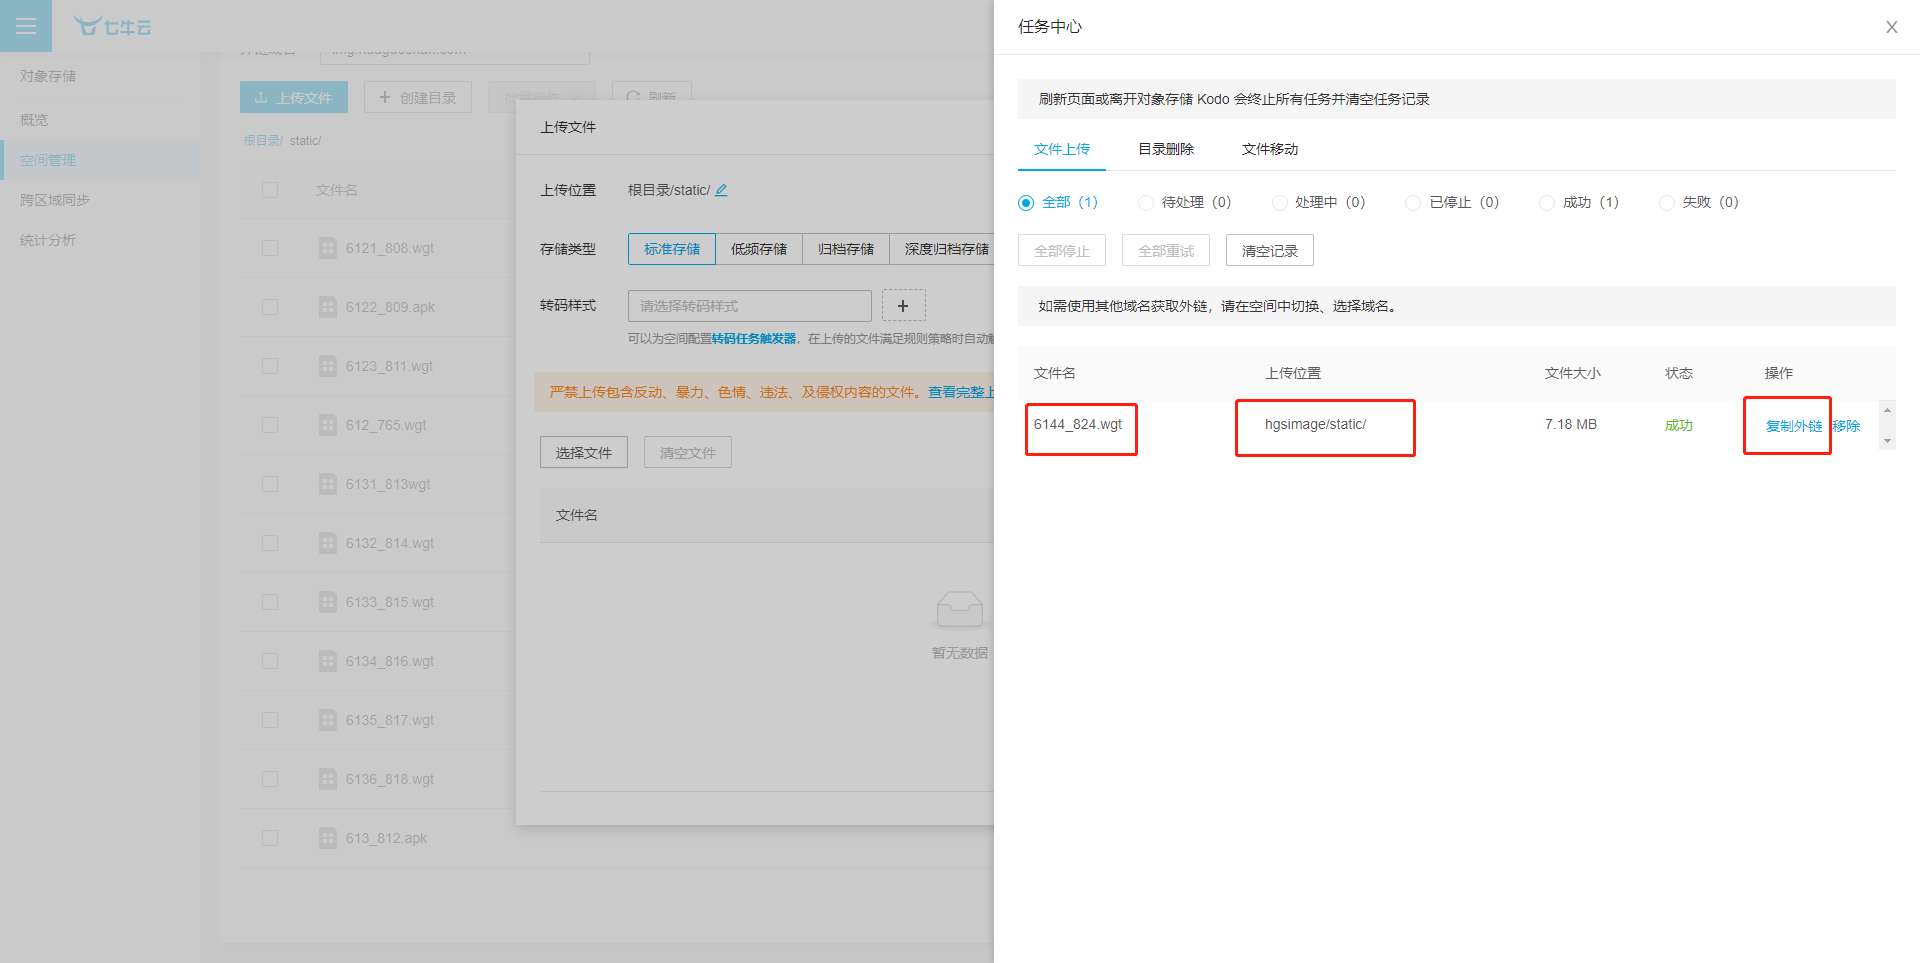 七牛云
对象存储
概览
空间管理
跨区域同步
统计分析
上传文件
创建目录
刷新
根目录/ static/
文件名
6121_808.wgt
6122_809.apk
6123_811.wgt
612_765.wgt
6131_813wgt
6132_814.wgt
6133_815.wgt
6134_816.wgt
6135_817.wgt
6136_818.wgt
613_812.apk
上传文件
上传位置 根目录/static/
存储类型 标准存储 低频存储 归档存储 深度归档存储
转码样式 请选择转码样式
可以为空间配置转码任务触发器，在上传的文件满足规则策略时自动
严禁上传包含反动、暴力、色情、违法、及侵权内容的文件。查看完整上
选择文件 清空文件
文件名
暂无数据
任务中心
刷新页面或离开对象存储 Kodo 会终止所有任务并清空任务记录
文件上传 目录删除 文件移动
全部（1） 待处理（0） 处理中（0） 已停止（0） 成功（1） 失败（0）
全部停止 全部重试 清空记录
如需使用其他域名获取外链，请在空间中切换、选择域名。
文件名 上传位置 文件大小 状态 操作
6144_824.wgt hgsimage/static/ 7.18 MB 成功 复制外链 移除